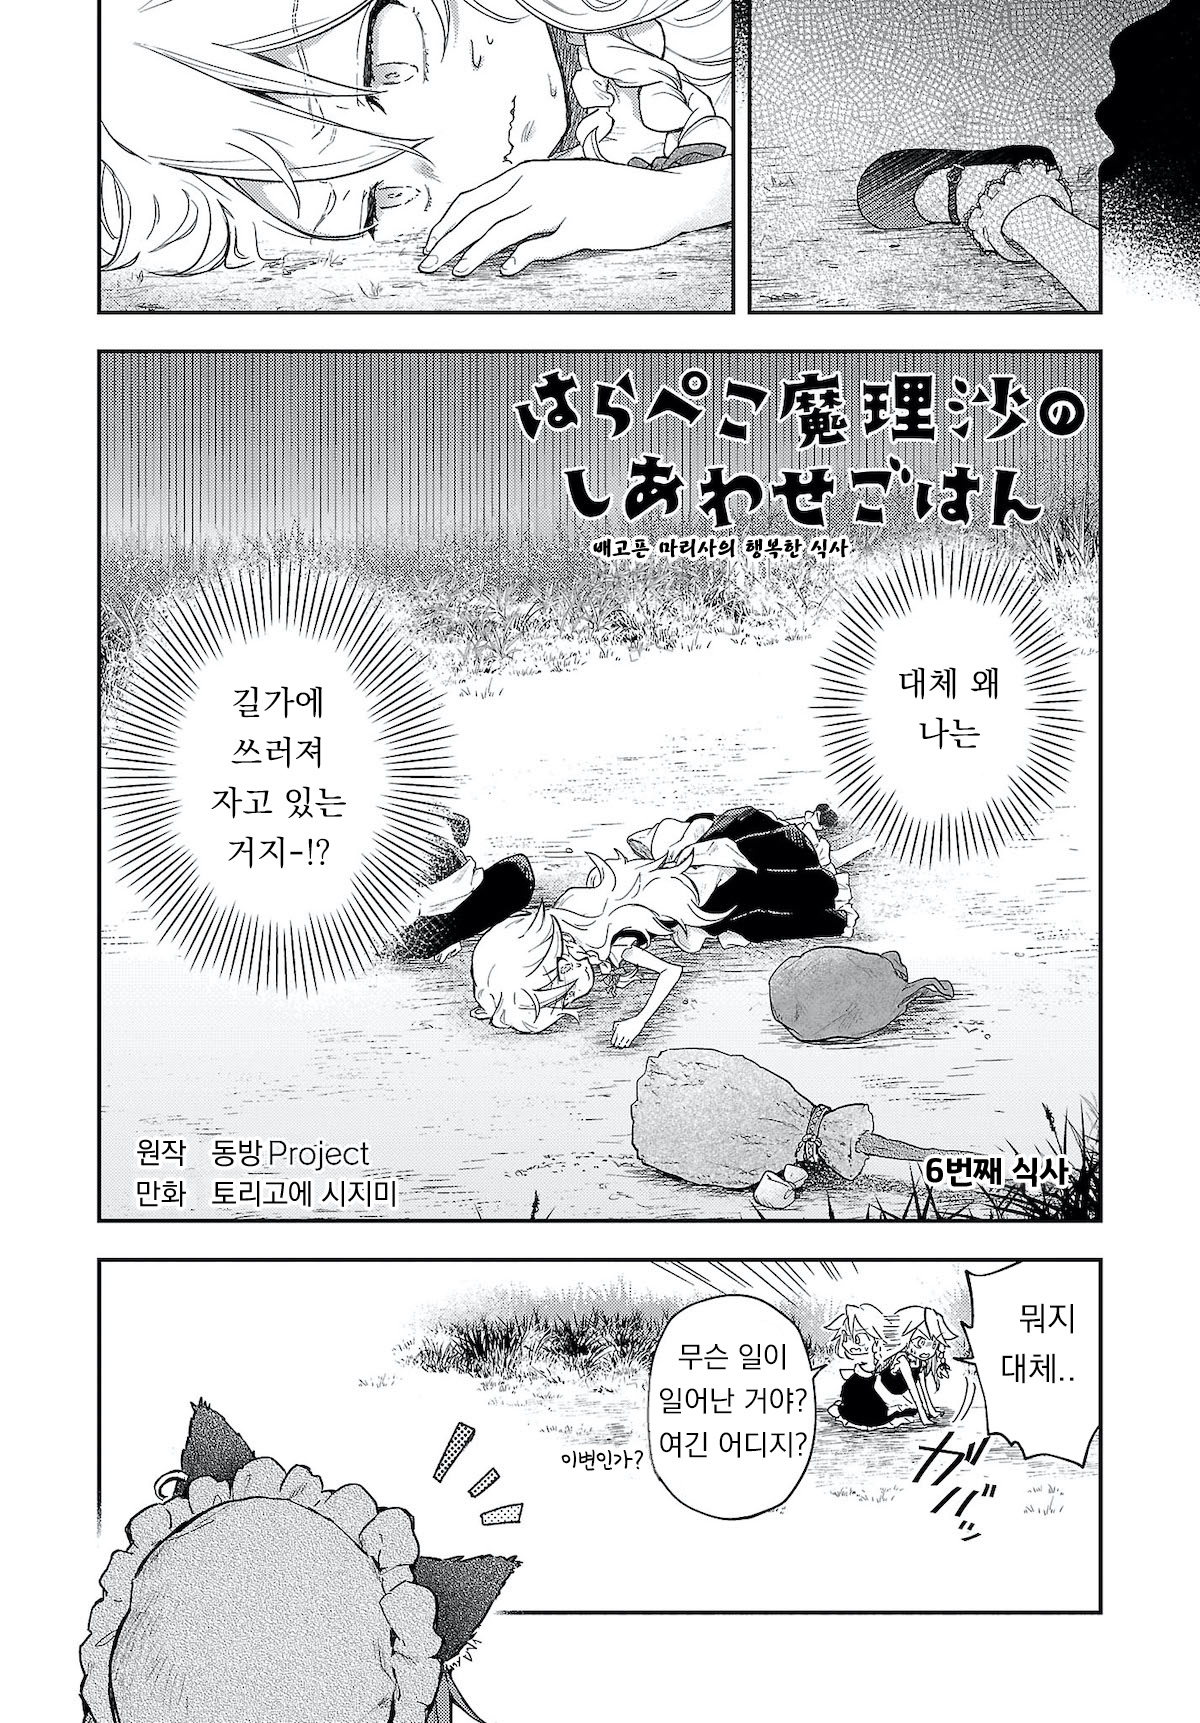 はらぺこ魔理沙の
しあわせごはん
배고픈 마리사의 행복한 식사
대체 왜
나는
길가에
쓰러져
자고 있는
거지-!?
원작 동방Project
만화 토리고에 시지미
6번째 식사
뭐지
대체..
ガバッ
무슨 일이
일어난 거야?
여긴 어디지?
이변인가?